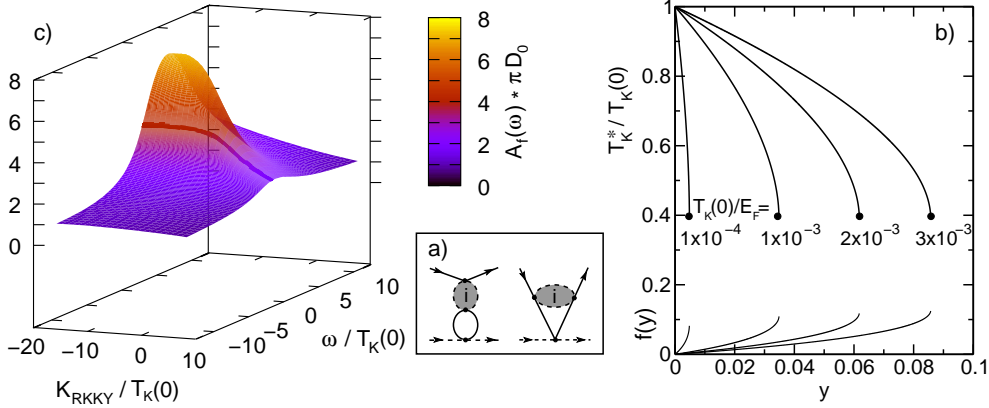 c)
8
6
4
2
0
−20
−10
0
10
K_RKKY / T_K(0)
−10
−5
0
5
10
ω / T_K(0)
8
6
4
2
0
A_f(ω) * π D_0
a)
i
i
b)
1
0.8
0.6
0.4
0.2
0
T_K* / T_K(0)
f(y)
T_K(0)/E_F=
1x10^−4 1x10^−3 2x10^−3 3x10^−3
0 0.02 0.04 0.06 0.08 0.1
y